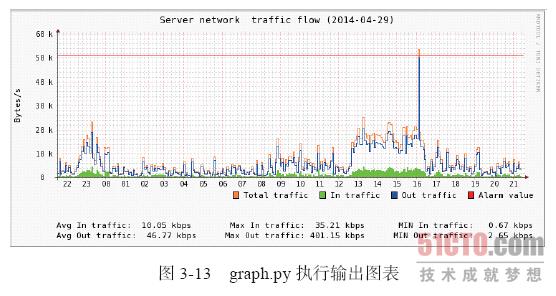 Server network traffic flow (2014-04-29)
RRDTOOL / TOBI OETIKER
60 k
50 k
40 k
30 k
20 k
10 k
0
Bytes/s
22 23 00 01 02 03 04 05 06 07 08 09 10 11 12 13 14 15 16 17 18 19 20 21
Total traffic In traffic Out traffic Alarm value
Avg In traffic: 10.05 kbps Max In traffic: 35.21 kbps MIN In traffic: 0.67 kbps
Avg Out traffic: 46.77 kbps Max Out traffic: 401.15 kbps MIN Out traffic: 2.65 kbps
51CTO.com
技术成就梦想
图 3-13 graph.py 执行输出图表